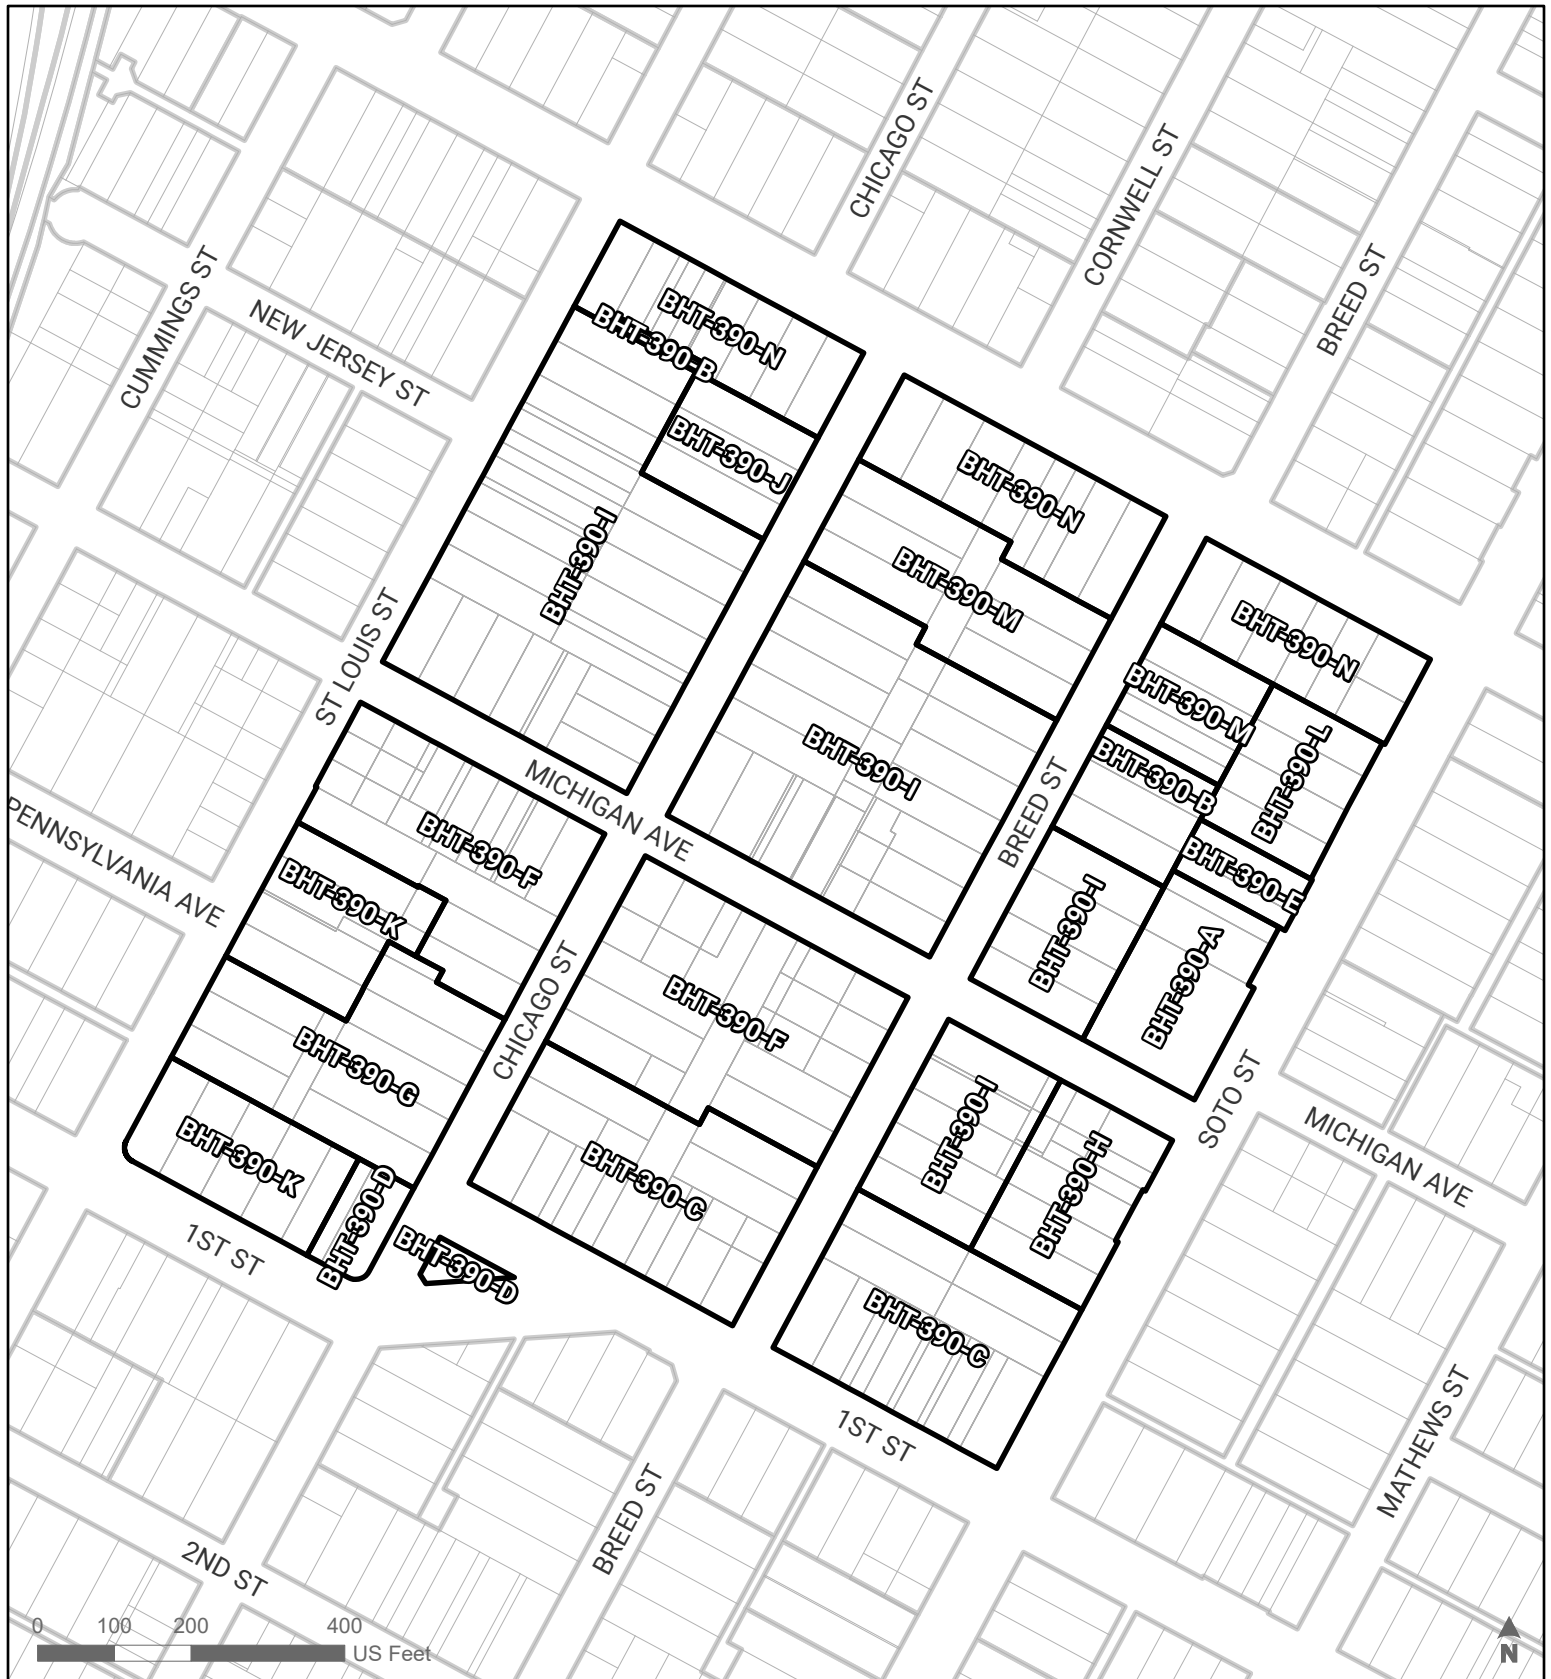 CHICAGO ST
CORNWELL ST
BREED ST
CUMMINGS ST
NEW JERSEY ST
BHT-390-N
BHT-390-B
BHT-390-J
BHT-390-I
BHT-390-N
BHT-390-M
BHT-390-I
BHT-390-N
BHT-390-M
BHT-390-L
BHT-390-B
BHT-390-E
BHT-390-I
BHT-390-A
ST LOUIS ST
MICHIGAN AVE
BREED ST
PENNSYLVANIA AVE
BHT-390-F
BHT-390-K
BHT-390-G
BHT-390-K
BHT-390-D
BHT-390-D
CHICAGO ST
BHT-390-F
BHT-390-C
BHT-390-I
BHT-390-H
BHT-390-C
SOTO ST
MICHIGAN AVE
1ST ST
1ST ST
MATHEWS ST
BREED ST
2ND ST
0 100 200 400
US Feet
N